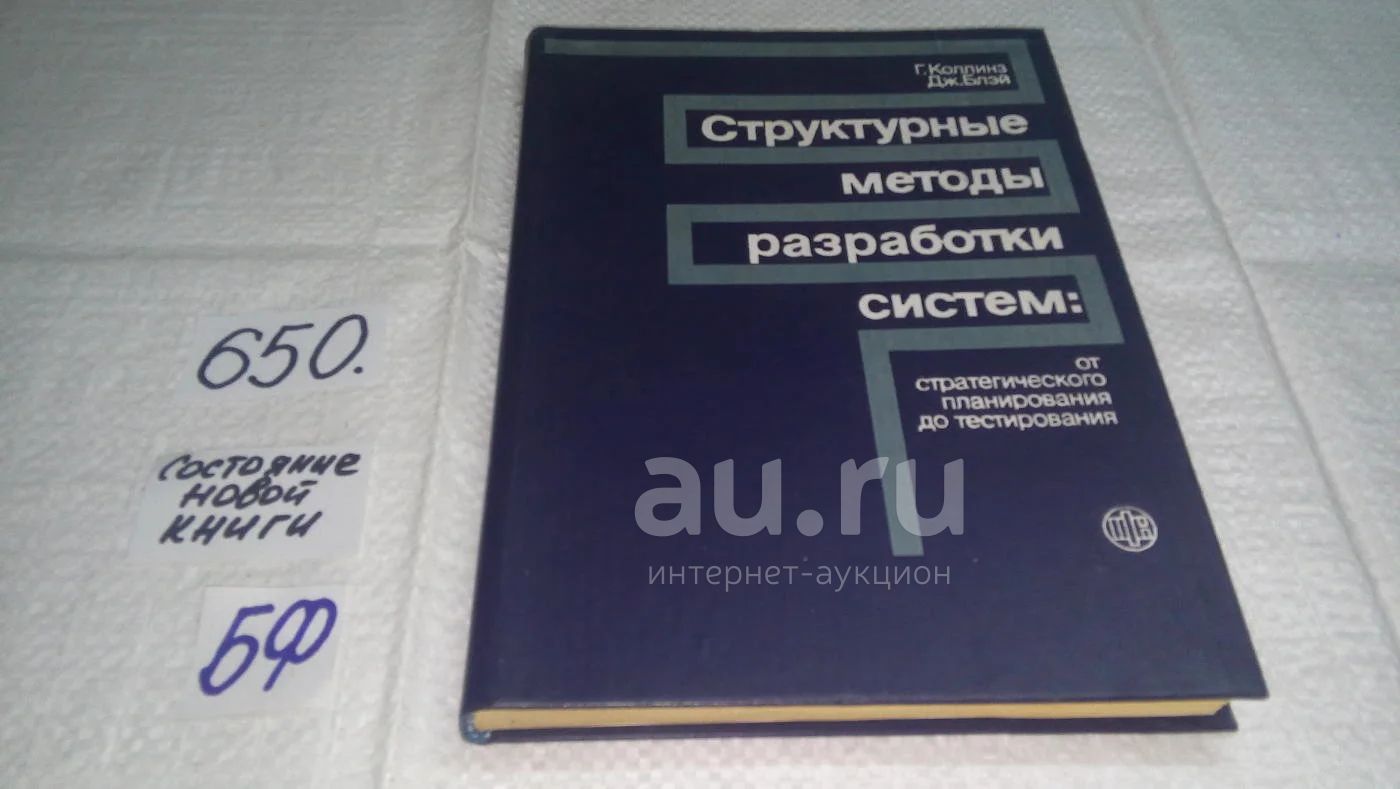 Г. Коллинз
Дж. Блэй
Структурные
методы
разработки
систем:
от
стратегического
планирования
до тестирования
650.
состояние
новой
книги
БФ
au.ru
интернет-аукцион